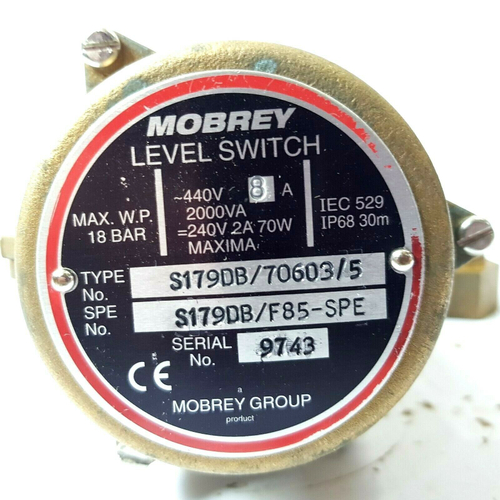 MOBREY
LEVEL SWITCH
MAX. W.P.
18 BAR
~440V 8 A
2000VA
=240V 2A 70W
MAXIMA
IEC 529
IP68 30m
TYPE No. S179DB/70603/5
SPE No. S179DB/F85-SPE
SERIAL No. 9743
CE
a
MOBREY GROUP
product